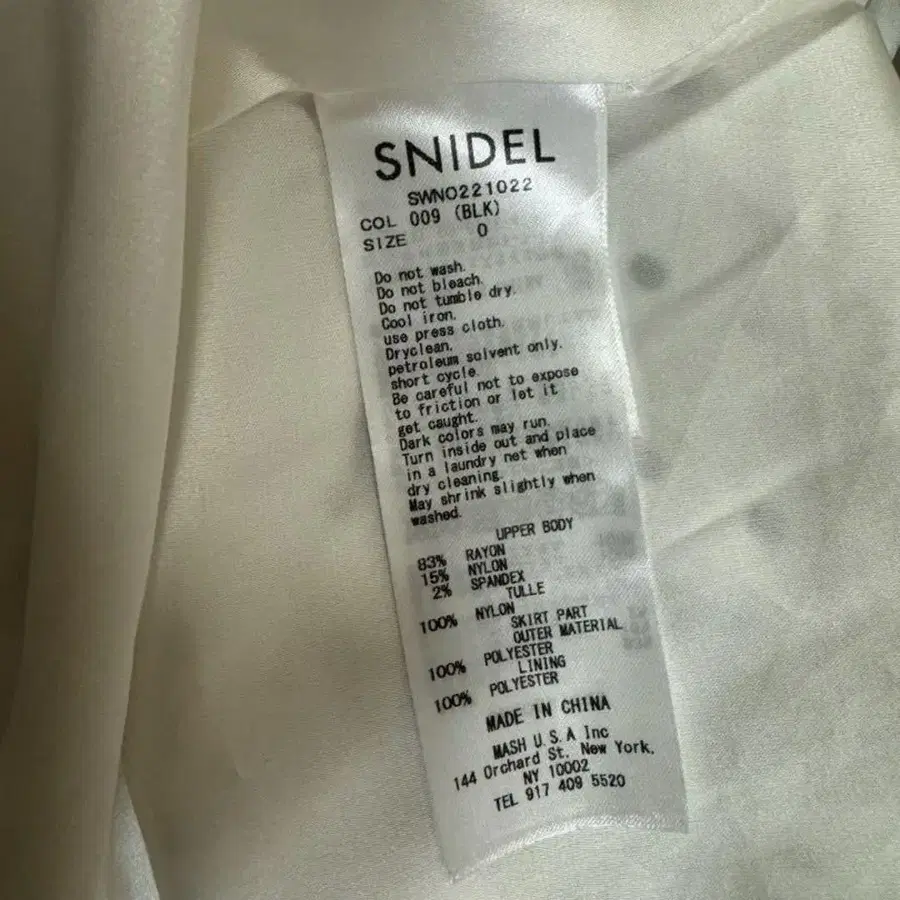 SNIDEL
SWNO221022
COL 009 (BLK)
SIZE 0
Do not wash.
Do not bleach.
Do not tumble dry.
Cool iron.
use press cloth.
Dryclean.
petroleum solvent only.
short cycle.
Be careful not to expose
to friction or let it
get caught.
Dark colors may run.
Turn inside out and place
in a laundry net when
dry cleaning.
May shrink slightly when
washed.
UPPER BODY
83% RAYON
15% NYLON
2% SPANDEX
TULLE
100% NYLON
SKIRT PART
OUTER MATERIAL
100% POLYESTER
LINING
100% POLYESTER
MADE IN CHINA
MASH U.S.A Inc
144 Orchard St. New York,
NY 10002
TEL 917 409 5520